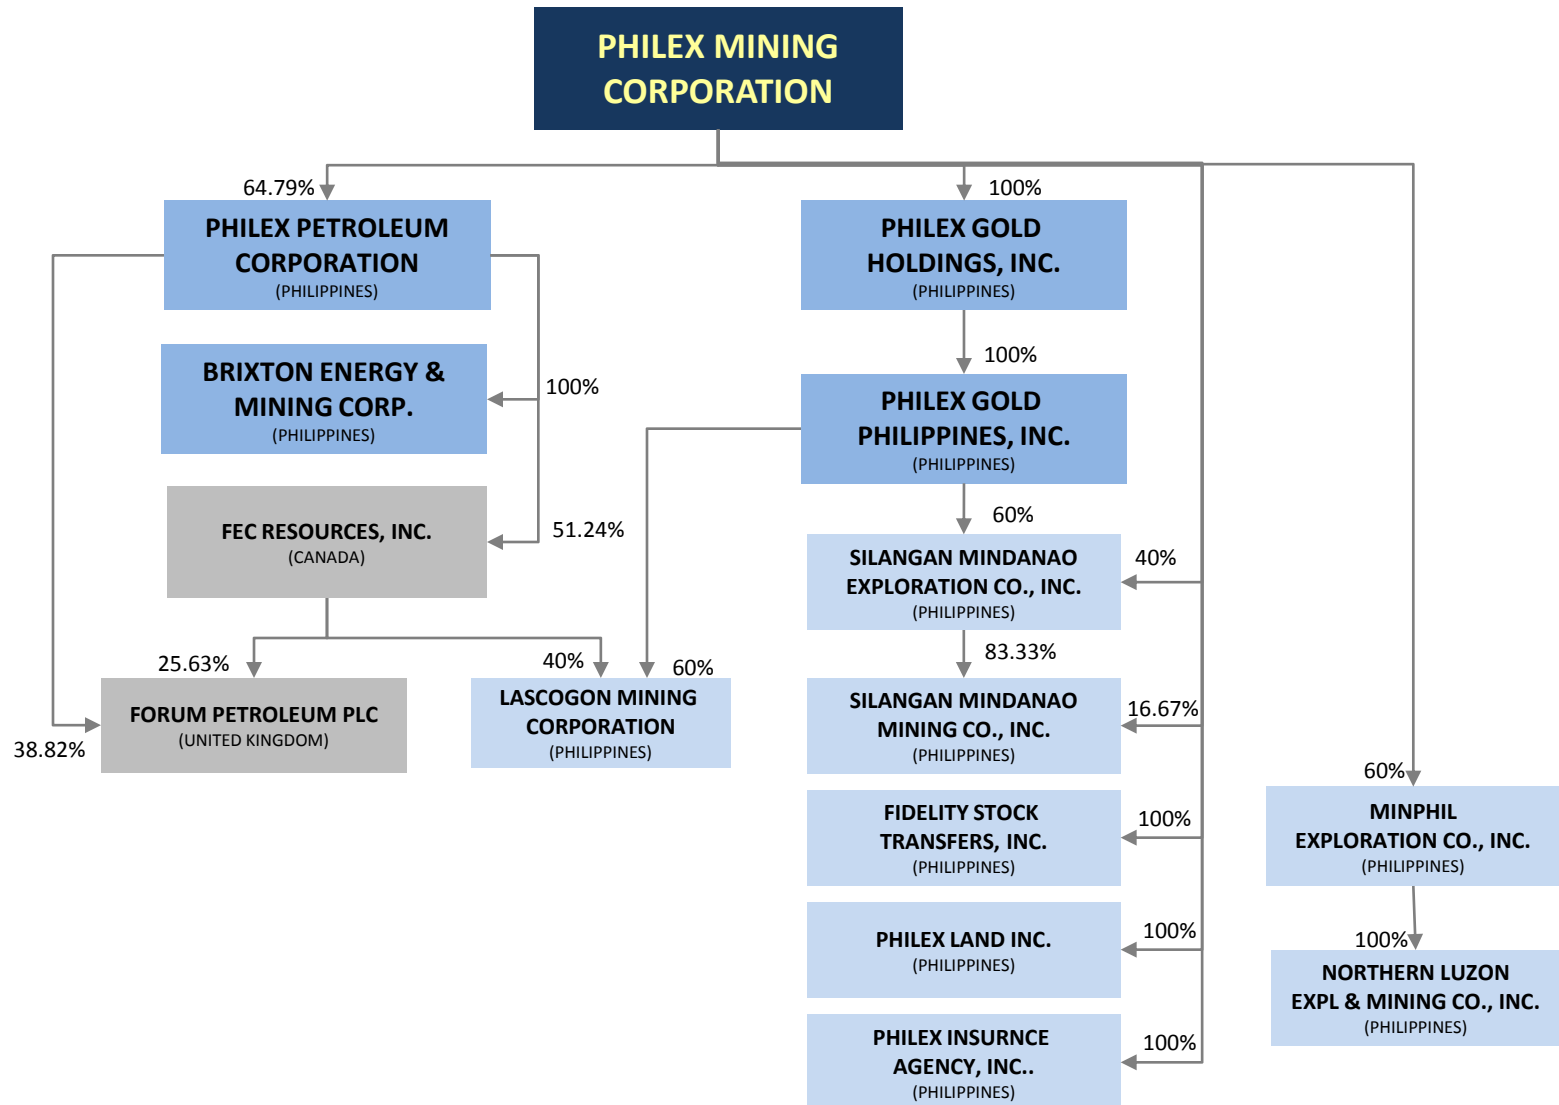 PHILEX MINING
CORPORATION
64.79%
100%
PHILEX PETROLEUM
CORPORATION
(PHILIPPINES)
PHILEX GOLD
HOLDINGS, INC.
(PHILIPPINES)
100%
BRIXTON ENERGY &
MINING CORP.
(PHILIPPINES)
100%
PHILEX GOLD
PHILIPPINES, INC.
(PHILIPPINES)
FEC RESOURCES, INC.
(CANADA)
51.24%
60%
SILANGAN MINDANAO
EXPLORATION CO., INC.
(PHILIPPINES)
40%
25.63%
40%
60%
83.33%
FORUM PETROLEUM PLC
(UNITED KINGDOM)
38.82%
LASCOGON MINING
CORPORATION
(PHILIPPINES)
SILANGAN MINDANAO
MINING CO., INC.
(PHILIPPINES)
16.67%
60%
FIDELITY STOCK
TRANSFERS, INC.
(PHILIPPINES)
100%
MINPHIL
EXPLORATION CO., INC.
(PHILIPPINES)
PHILEX LAND INC.
(PHILIPPINES)
100%
100%
NORTHERN LUZON
EXPL & MINING CO., INC.
(PHILIPPINES)
PHILEX INSURNCE
AGENCY, INC..
(PHILIPPINES)
100%